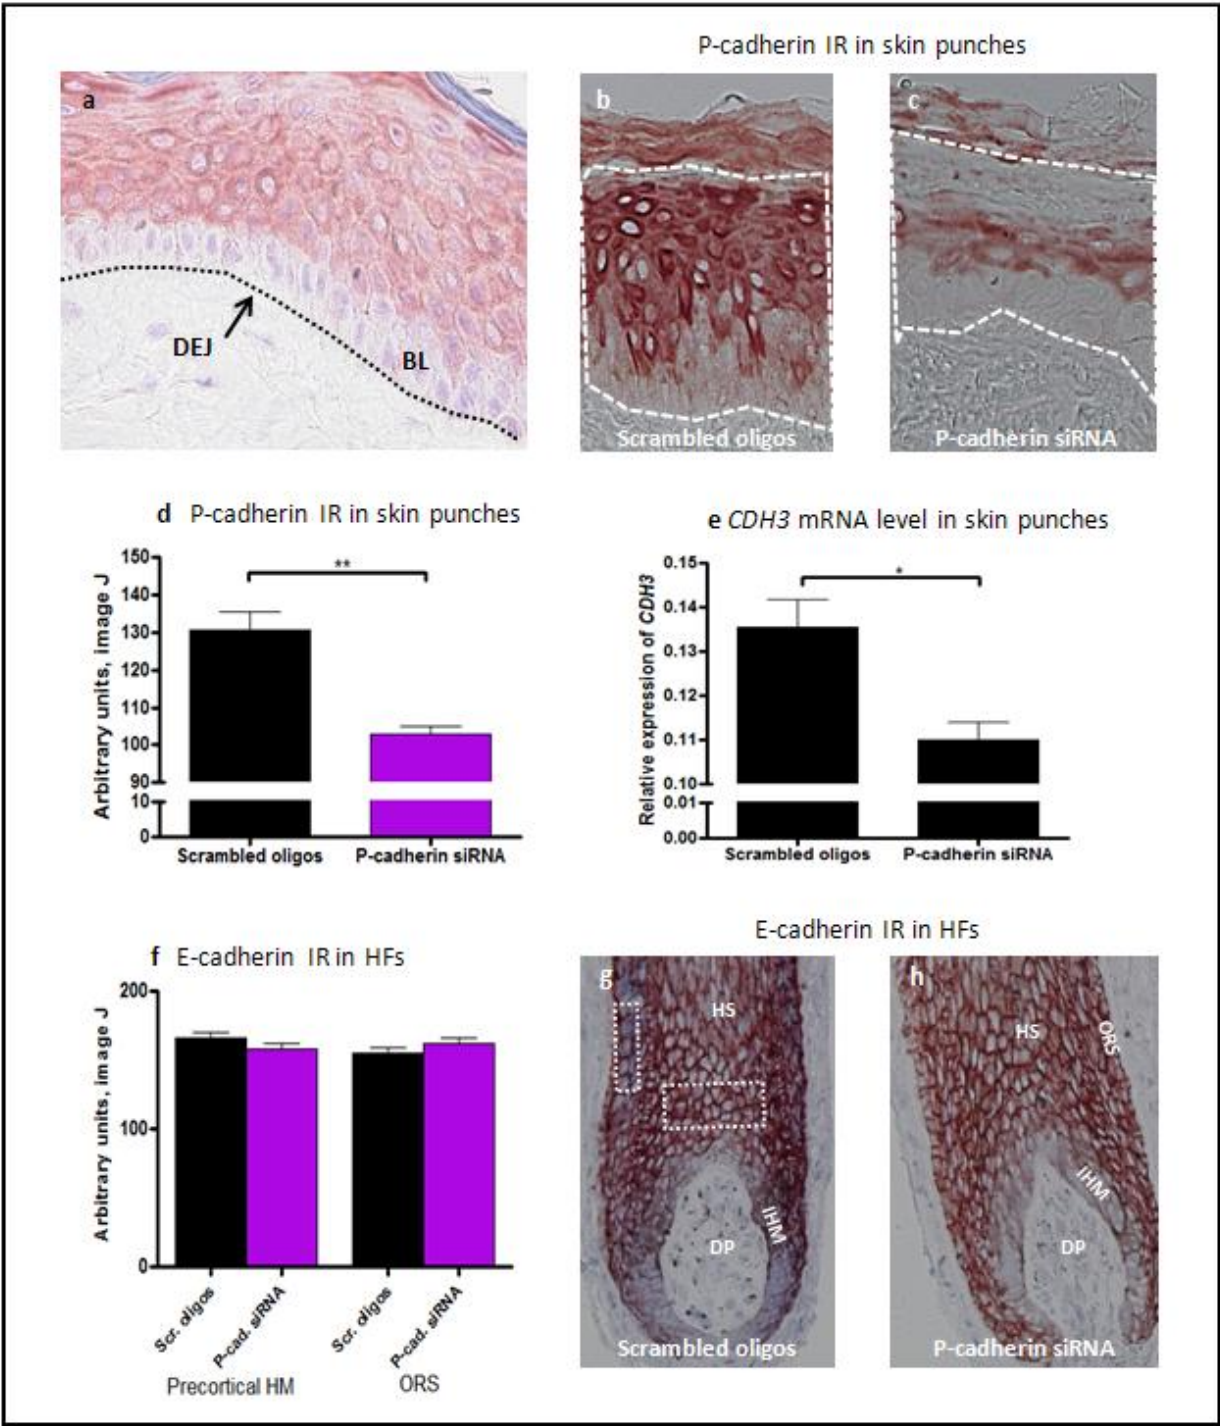 P-cadherin IR in skin punches
a
b
c
DEJ
BL
Scrambled oligos
P-cadherin siRNA
d P-cadherin IR in skin punches
Arbitrary units, image J
150
140
130
120
110
100
90
10
0
**
Scrambled oligos
P-cadherin siRNA
e CDH3 mRNA level in skin punches
Relative expression of CDH3
0.15
0.14
0.13
0.12
0.11
0.10
0.01
0.00
*
Scrambled oligos
P-cadherin siRNA
f E-cadherin IR in HFs
Arbitrary units, image J
200
100
0
Scr. oligos
P-cad. siRNA
Scr. oligos
P-cad. siRNA
Precortical HM
ORS
E-cadherin IR in HFs
g
HS
IHM
DP
Scrambled oligos
h
HS
ORS
IHM
DP
P-cadherin siRNA